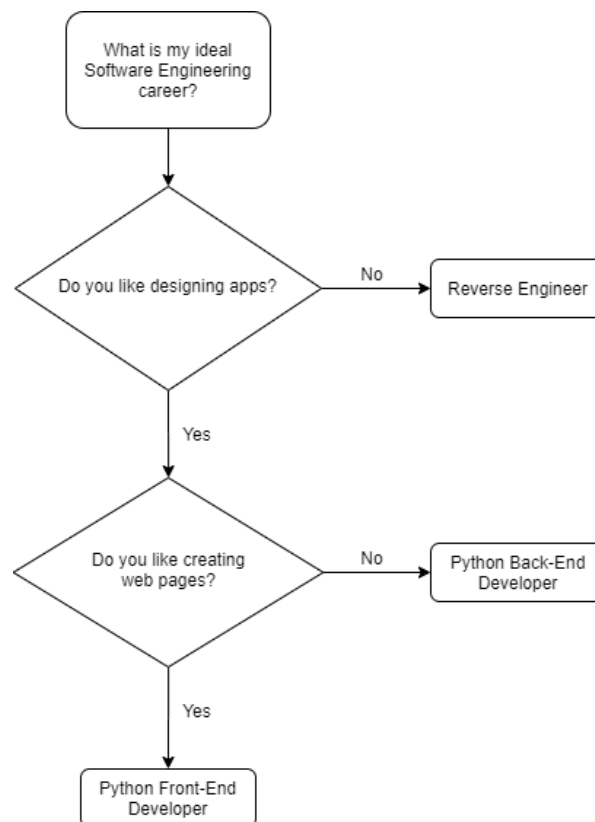 What is my ideal
Software Engineering
career?
Do you like designing apps?
No
Reverse Engineer
Yes
Do you like creating
web pages?
No
Python Back-End
Developer
Yes
Python Front-End
Developer